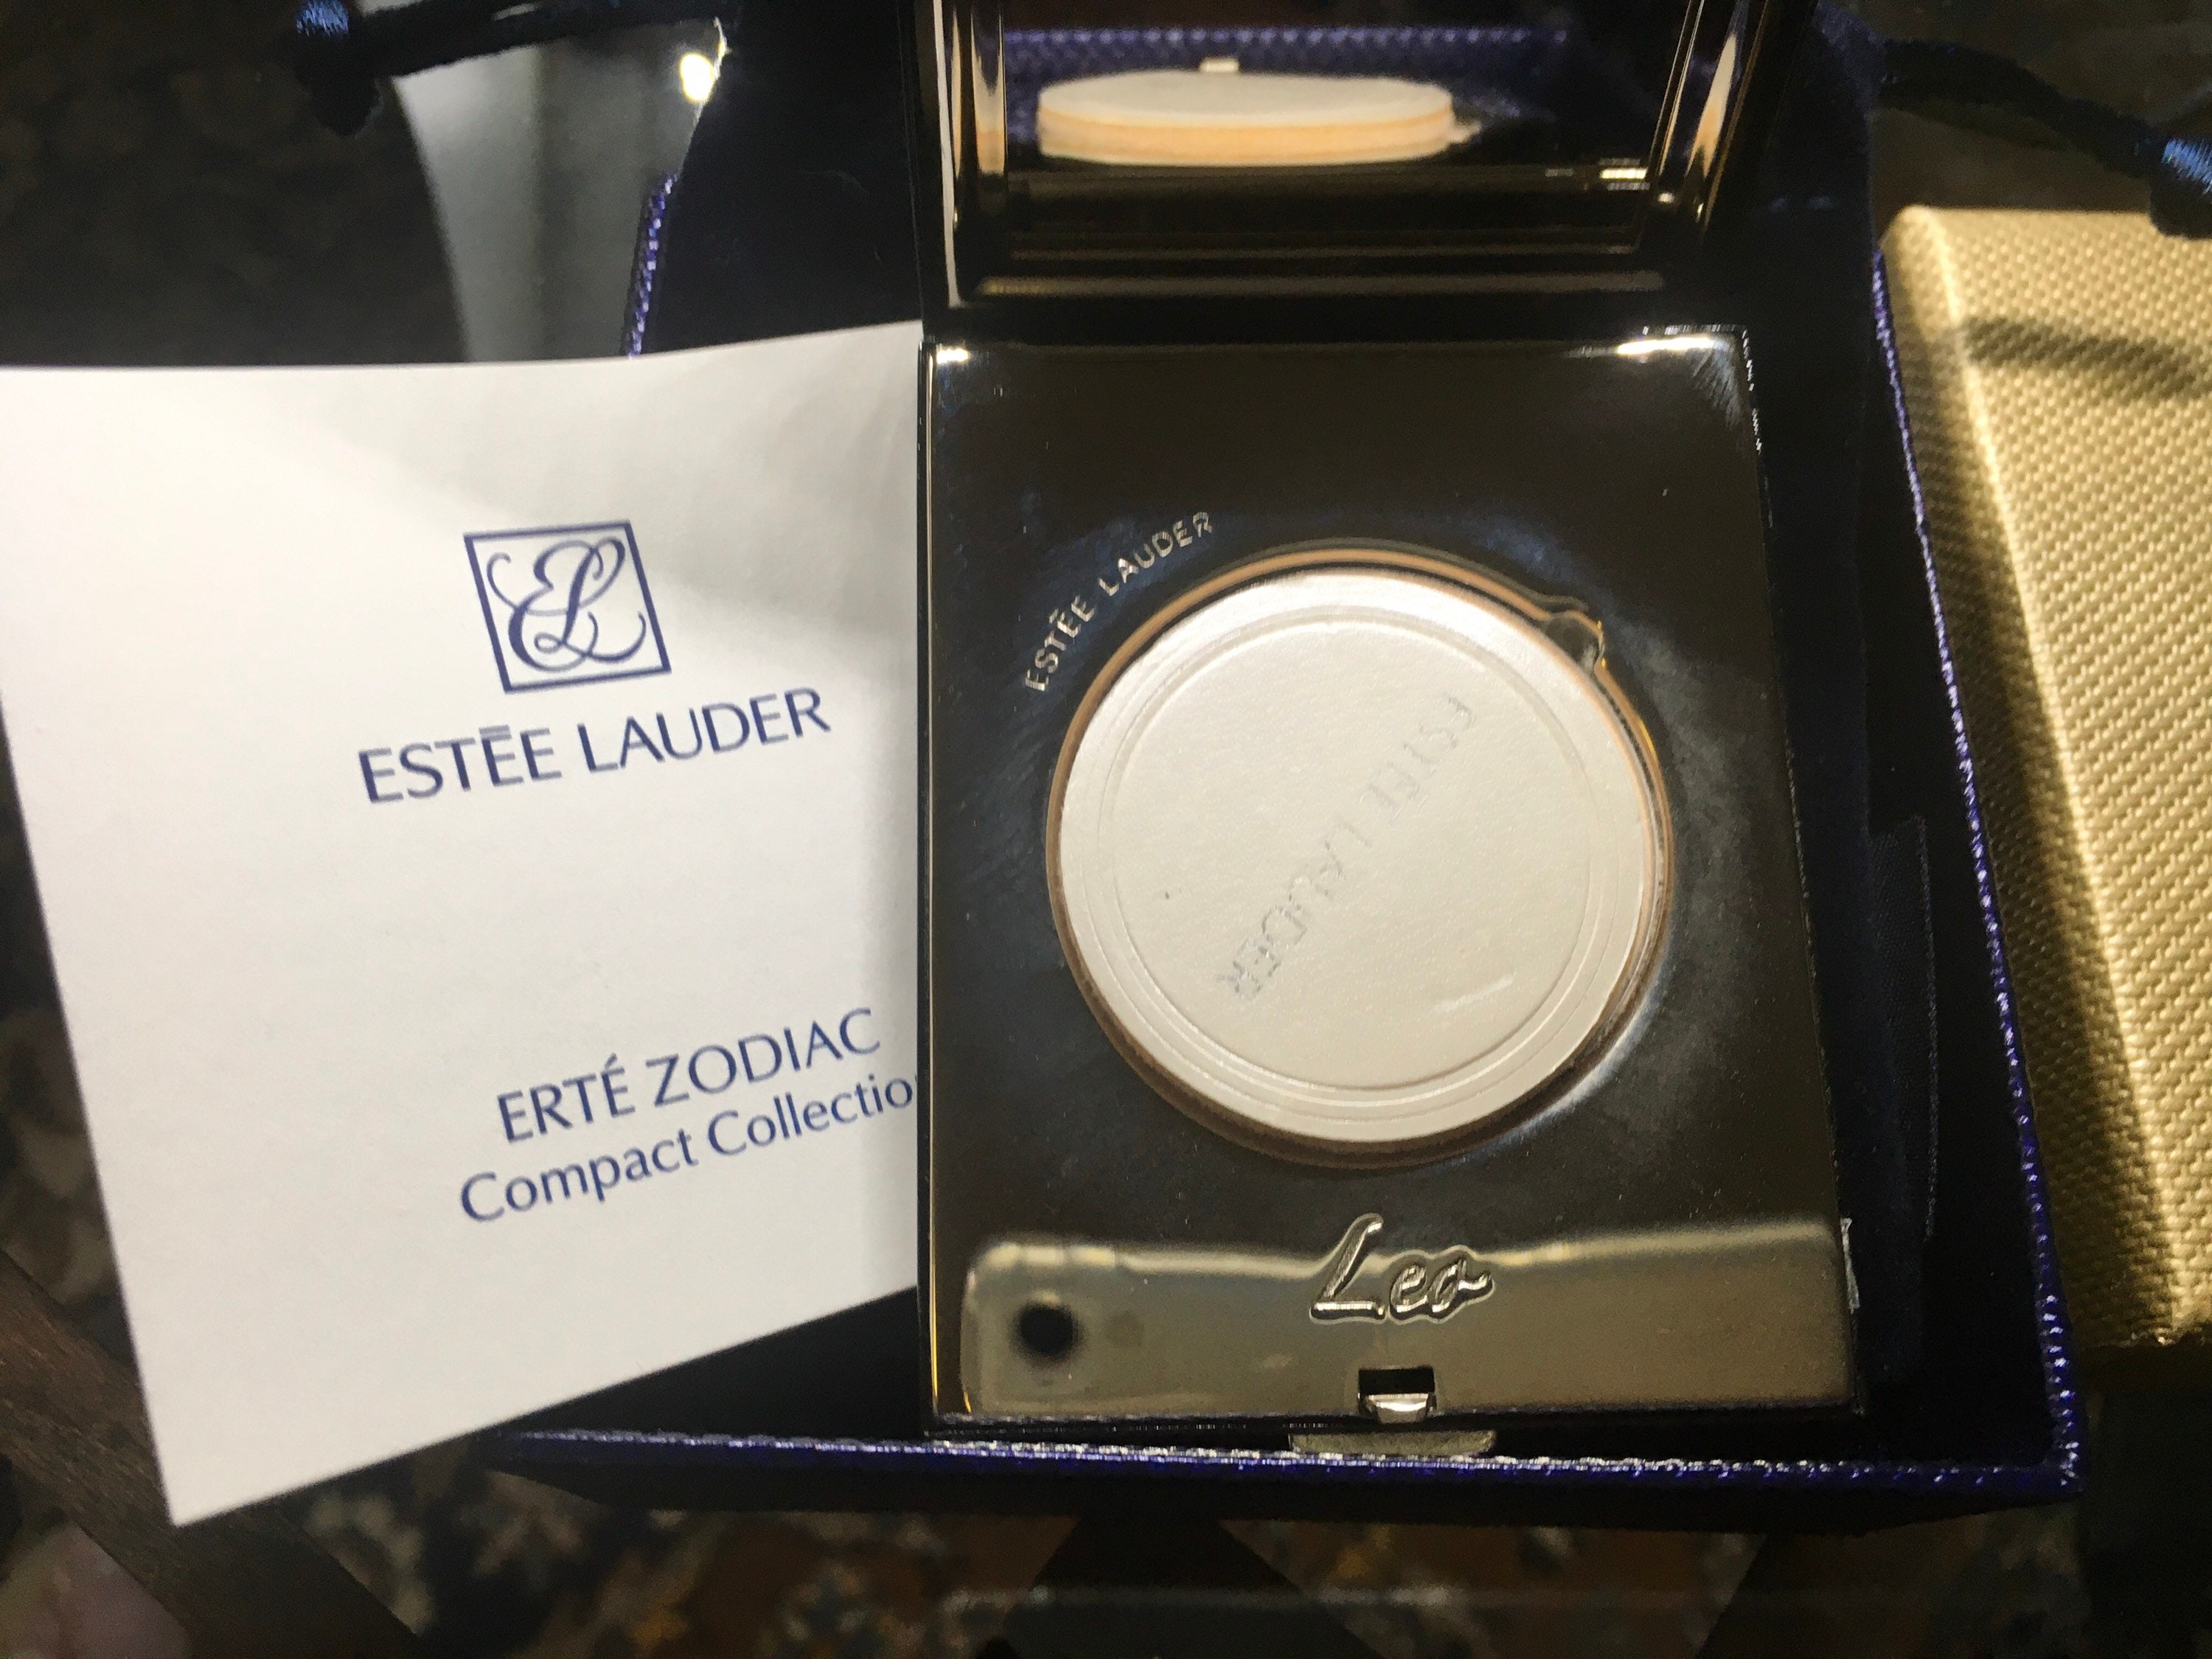 EL
ESTĒE LAUDER
ERTÉ ZODIAC
Compact Collectio
ESTĒE LAUDER
ESTĒE LAUDER
Leo